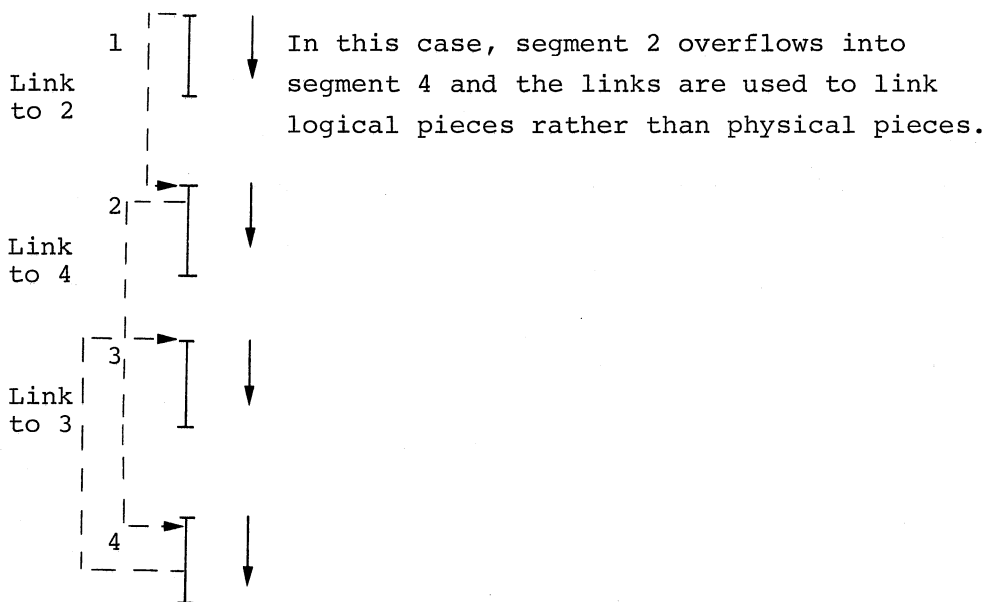 1
In this case, segment 2 overflows into
segment 4 and the links are used to link
logical pieces rather than physical pieces.
Link
to 2
2
Link
to 4
3
Link
to 3
4